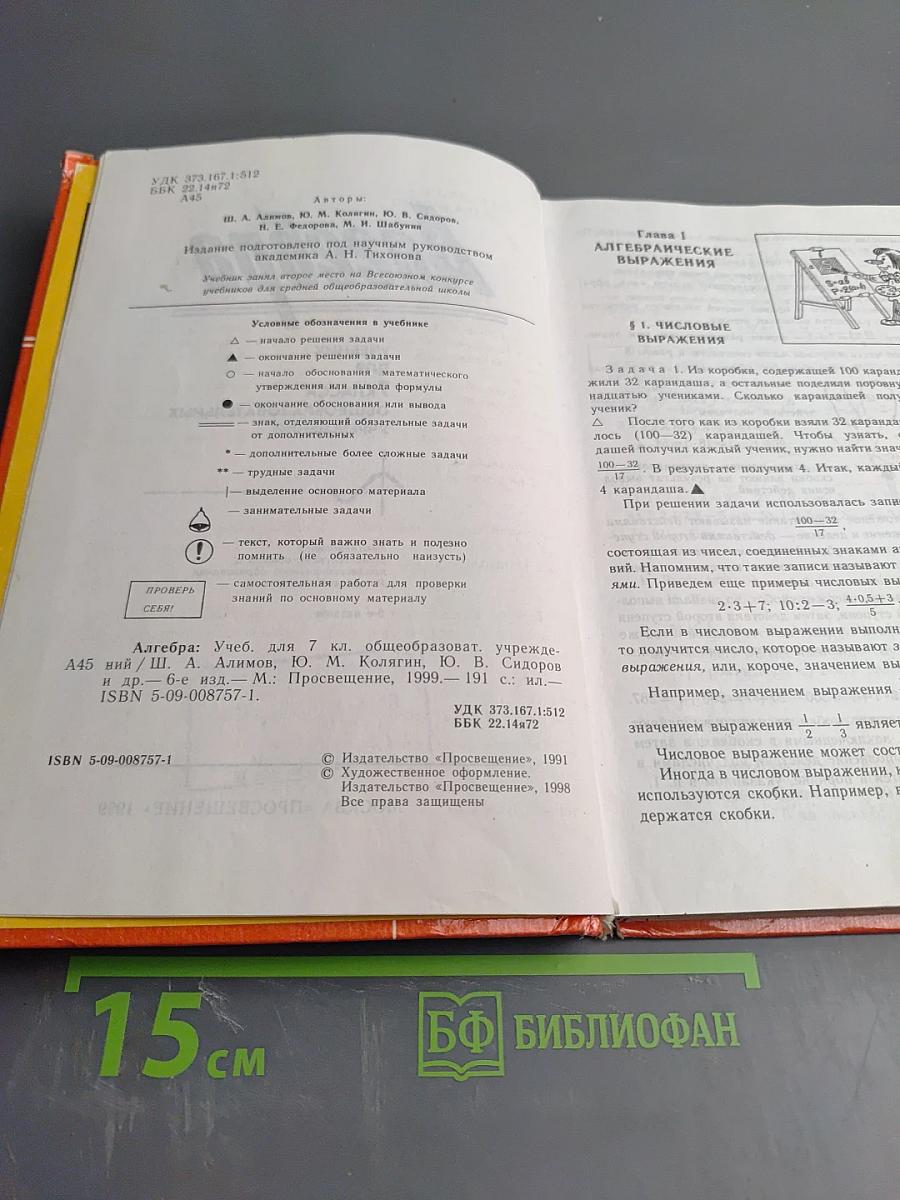 УДК 373.167.1:512
ББК 22.14я72
А45
Авторы:
Ш. А. Алимов, Ю. М. Колягин, Ю. В. Сидоров,
Н. Е. Федорова, М. И. Шабунин
Издание подготовлено под научным руководством
академика А. Н. Тихонова
Учебник занял второе место на Всесоюзном конкурсе
учебников для средней общеобразовательной школы
Условные обозначения в учебнике
△ — начало решения задачи
▲ — окончание решения задачи
○ — начало обоснования математического
утверждения или вывода формулы
● — окончание обоснования или вывода
— знак, отделяющий обязательные задачи
от дополнительных
* — дополнительные более сложные задачи
** — трудные задачи
| — выделение основного материала
— занимательные задачи
! — текст, который важно знать и полезно
помнить (не обязательно наизусть)
ПРОВЕРЬ
СЕБЯ!
— самостоятельная работа для проверки
знаний по основному материалу
Алгебра: Учеб. для 7 кл. общеобразоват. учрежде-
А45 ний / Ш. А. Алимов, Ю. М. Колягин, Ю. В. Сидоров
и др.— 6-е изд.— М.: Просвещение, 1999.— 191 с.: ил.—
ISBN 5-09-008757-1.
УДК 373.167.1:512
ББК 22.14я72
ISBN 5-09-008757-1
© Издательство «Просвещение», 1991
© Художественное оформление.
Издательство «Просвещение», 1998
Все права защищены
Глава I
АЛГЕБРАИЧЕСКИЕ
ВЫРАЖЕНИЯ
S=ab
§ 1. ЧИСЛОВЫЕ
ВЫРАЖЕНИЯ
Задача 1. Из коробки, содержащей 100 каранд
жили 32 карандаша, а остальные поделили поровну
надцатью учениками. Сколько карандашей полу
ученик?
△ После того как из коробки взяли 32 каранда
лось (100—32) карандашей. Чтобы узнать,
дашей получил каждый ученик, нужно найти знач
100—32/17. В результате получим 4. Итак, кажды
4 карандаша.▲
При решении задачи использовалась запи
100—32/17,
состоящая из чисел, соединенных знаками а
вий. Напомним, что такие записи называют
ями. Приведем еще примеры числовых вы
2·3+7; 10:2—3; 4·0,5+3/5
Если в числовом выражении выполн
то получится число, которое называют з
выражения, или, короче, значением вы
Например, значением выражения
значением выражения 1/2 — 1/3 являет
Числовое выражение может сост
Иногда в числовом выражении, к
используются скобки. Например, в
держатся скобки.
15 см
БФ БИБЛИОФАН